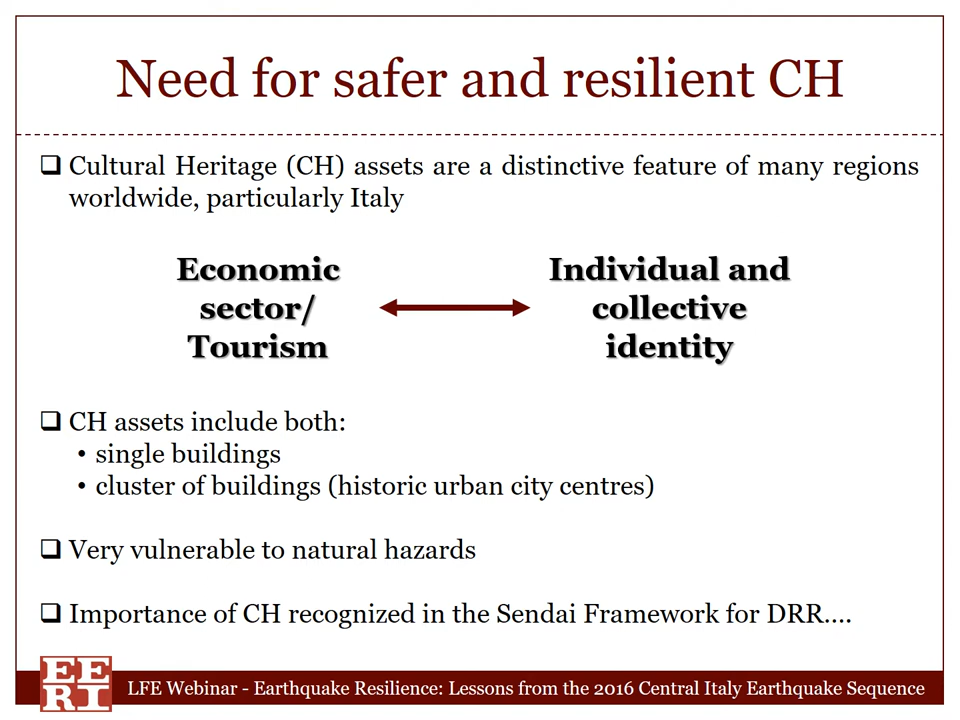 Need for safer and resilient CH
❑ Cultural Heritage (CH) assets are a distinctive feature of many regions
worldwide, particularly Italy
Economic
sector/
Tourism
Individual and
collective
identity
❑ CH assets include both:
• single buildings
• cluster of buildings (historic urban city centres)
❑ Very vulnerable to natural hazards
❑ Importance of CH recognized in the Sendai Framework for DRR....
EE
RI
LFE Webinar - Earthquake Resilience: Lessons from the 2016 Central Italy Earthquake Sequence